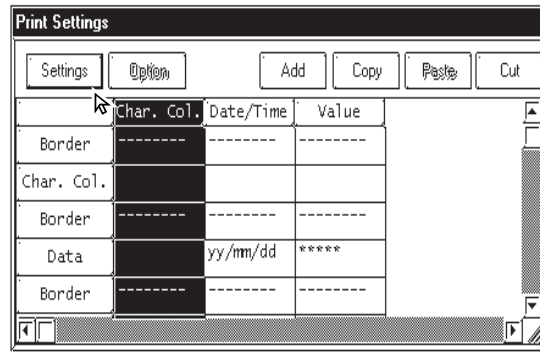 Print Settings
Settings Option Add Copy Paste Cut
Char. Col. Date/Time Value
Border -------- -------- --------
Char. Col.
Border -------- -------- --------
Data yy/mm/dd *****
Border -------- -------- --------